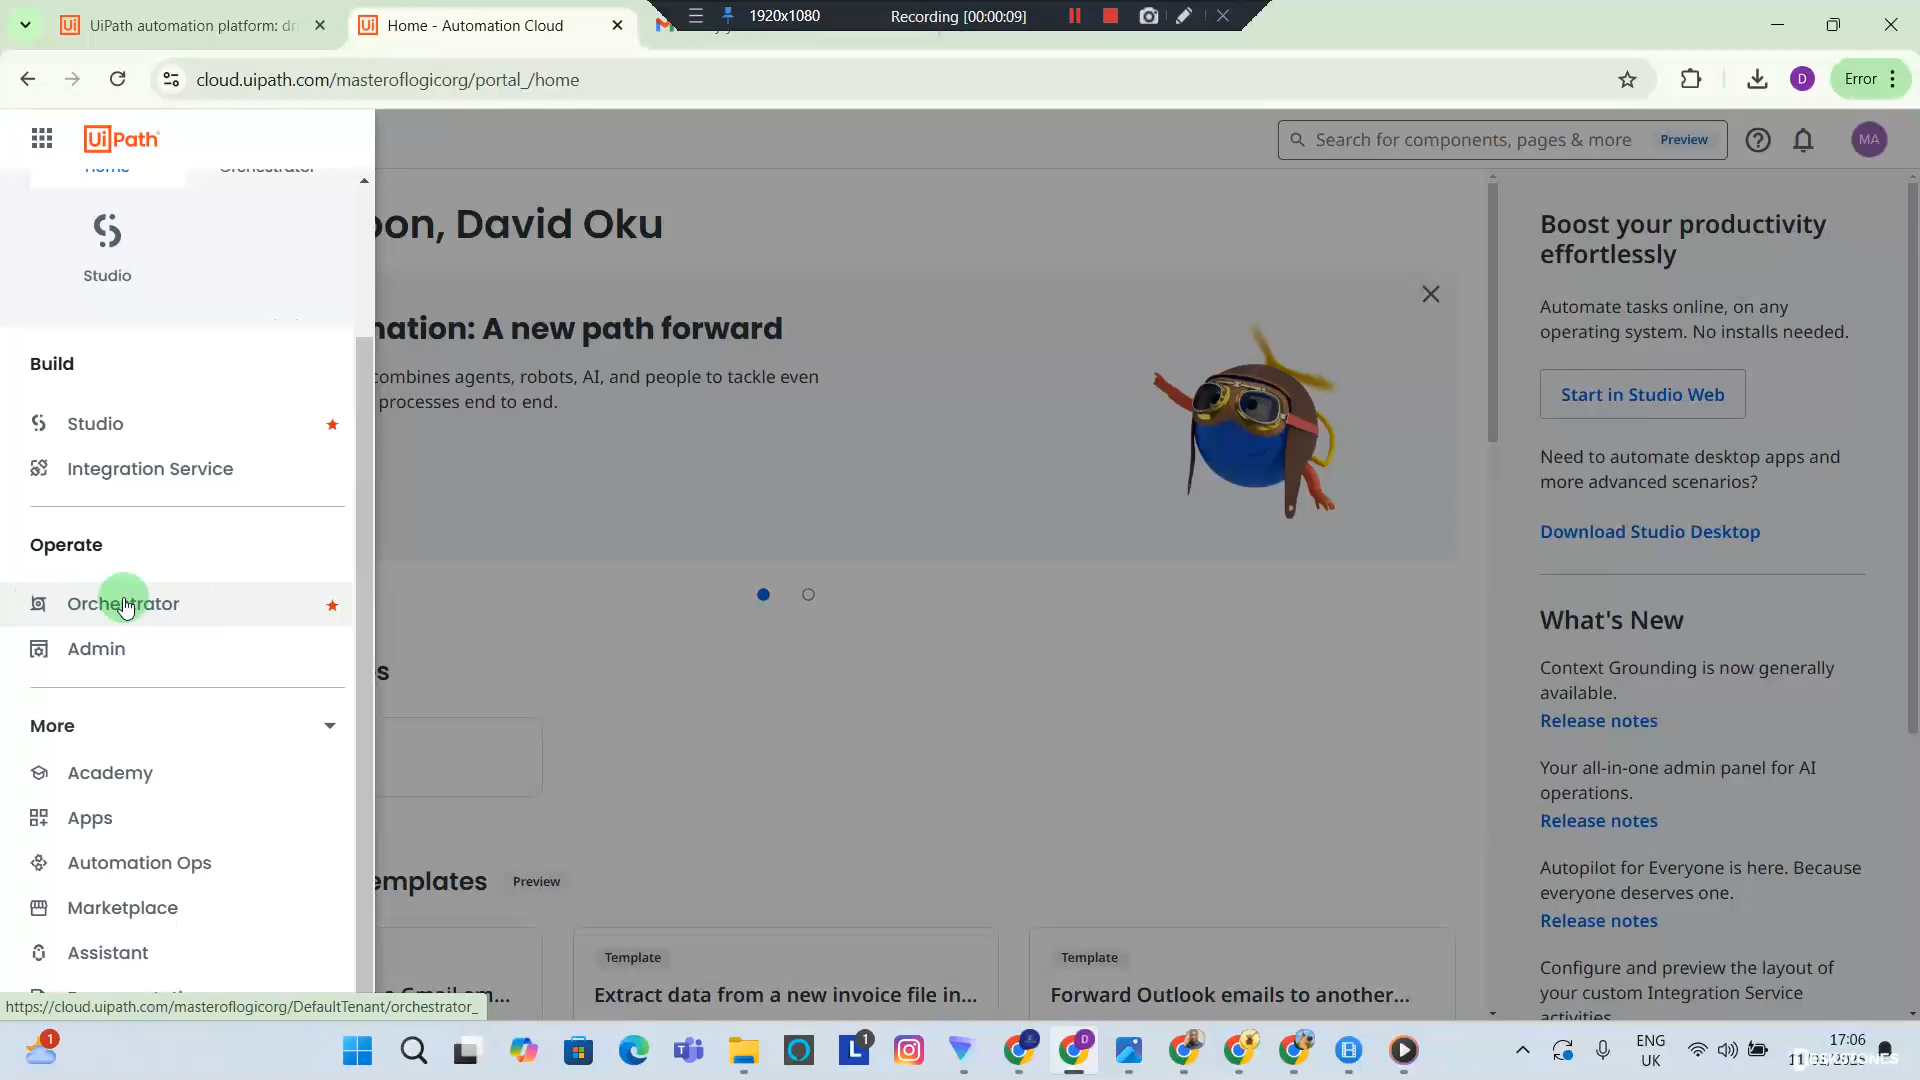 UiPath automation platform: dr
Home - Automation Cloud
1920x1080
Recording [00:00:09]
cloud.uipath.com/masteroflogicorg/portal_/home
D
Error
UiPath
Search for components, pages & more
Preview
MA
Home
Orchestrator
Studio
oon, David Oku
nation: A new path forward
combines agents, robots, AI, and people to tackle even
processes end to end.
Build
Studio
Integration Service
Operate
Orchestrator
Admin
More
Academy
Apps
Automation Ops
Marketplace
Assistant
s
emplates
Preview
Template
Extract data from a new invoice file in...
Template
Forward Outlook emails to another...
e Gmail em...
Boost your productivity
effortlessly
Automate tasks online, on any
operating system. No installs needed.
Start in Studio Web
Need to automate desktop apps and
more advanced scenarios?
Download Studio Desktop
What's New
Context Grounding is now generally
available.
Release notes
Your all-in-one admin panel for AI
operations.
Release notes
Autopilot for Everyone is here. Because
everyone deserves one.
Release notes
Configure and preview the layout of
your custom Integration Service
activities.
https://cloud.uipath.com/masteroflogicorg/DefaultTenant/orchestrator_
1
1
D
ENG
UK
17:06